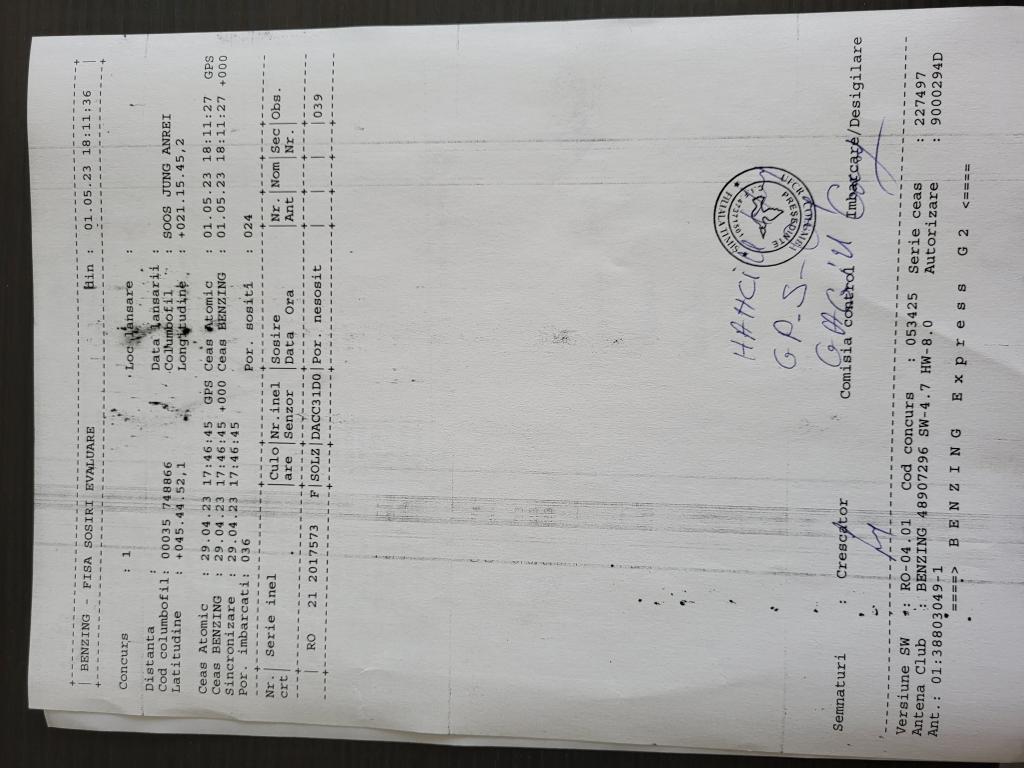 BENZING - FISA SOSIRI EVALUARE Din : 01.05.23 18:11:36
Concurs : 1 Loc lansare :
Distanta : Data lansarii :
Cod columbofil: 00035 748866 Columbofil : SOOS JUNG ANREI
Latitudine : +045.44.52,1 Longitudine : +021.15.45,2
Ceas Atomic : 29.04.23 17:46:45 GPS Ceas Atomic : 01.05.23 18:11:27 GPS
Ceas BENZING : 29.04.23 17:46:45 +000 Ceas BENZING : 01.05.23 18:11:27 +000
Sincronizare : 29.04.23 17:46:45
Por. imbarcati: 036 Por. sositi : 024
Nr.| Serie inel |Culo|Nr.inel |Sosire |Nr. |Nom|Sec|Obs.
crt| |are |Senzor |Data Ora |Ant| |Nr.|
| RO 21 2017573 F|SOLZ|DACC31D0|Por. nesosit | | | |039
HAHCIU
GP-S-
Semnaturi : Crescator Comisia control Imbarcare/Desigilare
Versiune SW : RO-04.01 Cod concurs : 053425 Serie ceas : 227497
Antena Club : BENZING 48907296 SW-4.7 HW-8.0 Autorizare : 9000294D
Ant.: 01:38803049-1
====> B E N Z I N G E x p r e s s G 2 <====